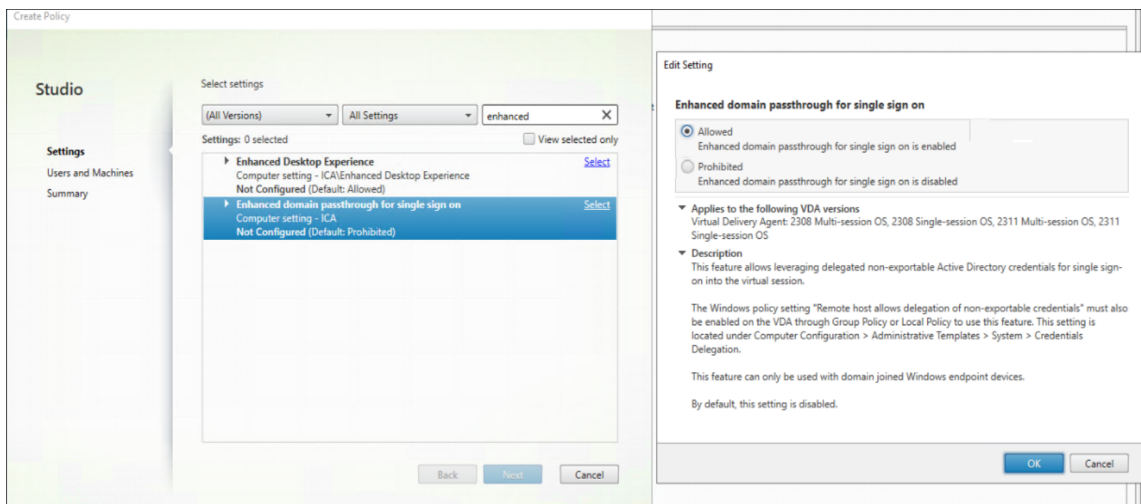 Create Policy
Studio
Settings
Users and Machines
Summary
Select settings
(All Versions)
All Settings
enhanced
Settings: 0 selected
View selected only
Enhanced Desktop Experience
Select
Computer setting - ICA\Enhanced Desktop Experience
Not Configured (Default: Allowed)
Enhanced domain passthrough for single sign on
Select
Computer setting - ICA
Not Configured (Default: Prohibited)
Back
Next
Cancel
Edit Setting
Enhanced domain passthrough for single sign on
Allowed
Enhanced domain passthrough for single sign on is enabled
Prohibited
Enhanced domain passthrough for single sign on is disabled
Applies to the following VDA versions
Virtual Delivery Agent: 2308 Multi-session OS, 2308 Single-session OS, 2311 Multi-session OS, 2311
Single-session OS
Description
This feature allows leveraging delegated non-exportable Active Directory credentials for single sign-
on into the virtual session.
The Windows policy setting "Remote host allows delegation of non-exportable credentials" must also
be enabled on the VDA through Group Policy or Local Policy to use this feature. This setting is
located under Computer Configuration > Administrative Templates > System > Credentials
Delegation.
This feature can only be used with domain joined Windows endpoint devices.
By default, this setting is disabled.
OK
Cancel